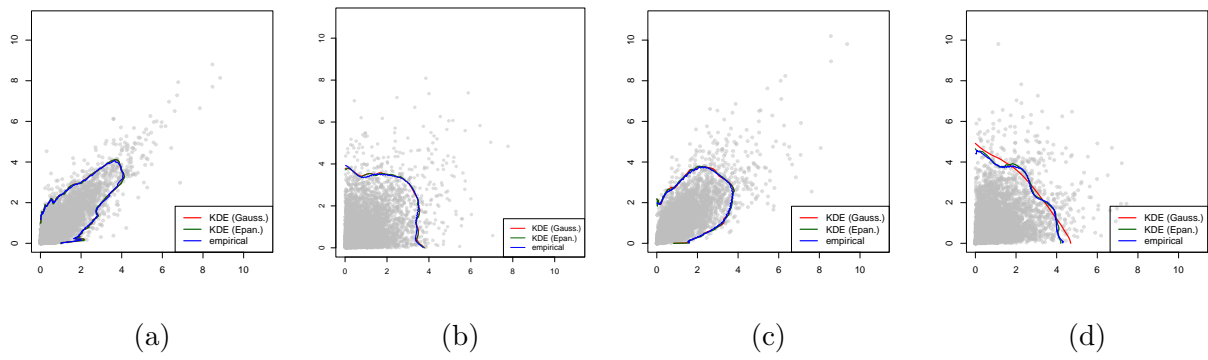 0 2 4 6 8 10
0 2 4 6 8 10
KDE (Gauss.)
KDE (Epan.)
empirical
(a)
0 2 4 6 8 10
0 2 4 6 8 10
KDE (Gauss.)
KDE (Epan.)
empirical
(b)
0 2 4 6 8 10
0 2 4 6 8 10
KDE (Gauss.)
KDE (Epan.)
empirical
(c)
0 2 4 6 8 10
0 2 4 6 8 10
KDE (Gauss.)
KDE (Epan.)
empirical
(d)